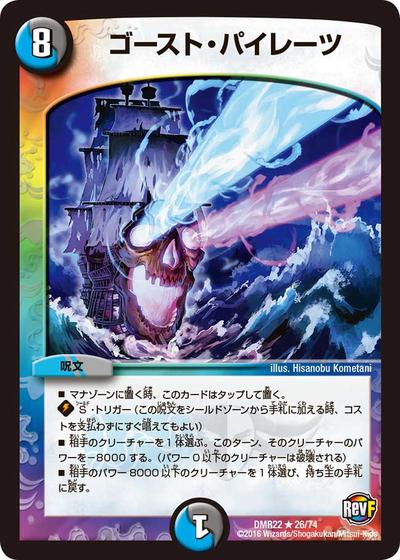 8
ゴースト・パイレーツ
呪文
illus. Hisanobu Kometani
■ マナゾーンに置く時、このカードはタップして置く。
S・トリガー (この呪文をシールドゾーンから手札に加える時、コス
トを支払わずにすぐ唱えてもよい)
■ 相手のクリーチャーを1体選ぶ。このターン、そのクリーチャーのパ
ワーを-8000する。(パワー0以下のクリーチャーは破壊される)
■ 相手のパワー8000以下のクリーチャーを1体選び、持ち主の手札
に戻す。
1
DMR22 ★ 26/74
©2016 Wizards/Shogakukan/Mitsui-Kids
RevF